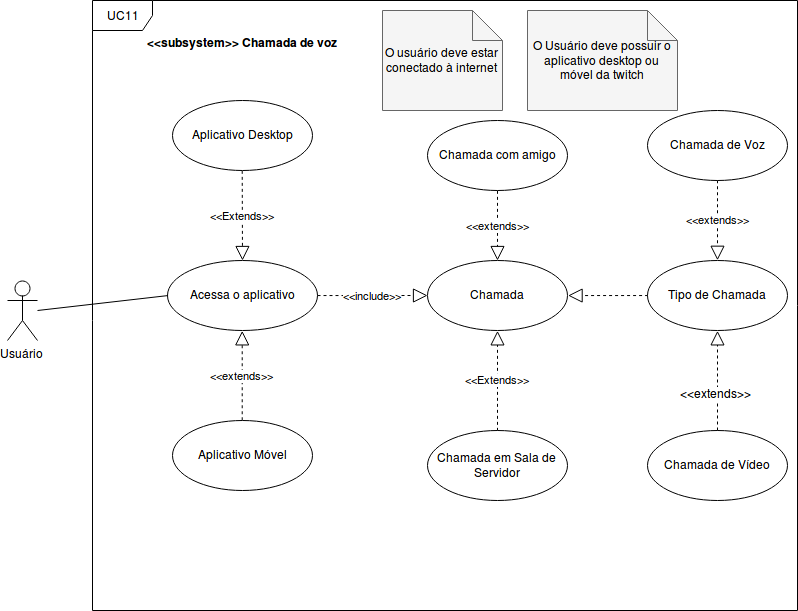 UC11
<<subsystem>> Chamada de voz
O usuário deve estar
conectado à internet
O Usuário deve possuir o
aplicativo desktop ou
móvel da twitch
Aplicativo Desktop
Chamada com amigo
Chamada de Voz
<<Extends>>
<<extends>>
<<extends>>
Acessa o aplicativo
<<include>>
Chamada
Tipo de Chamada
Usuário
<<extends>>
<<Extends>>
<<extends>>
Aplicativo Móvel
Chamada em Sala de
Servidor
Chamada de Vídeo